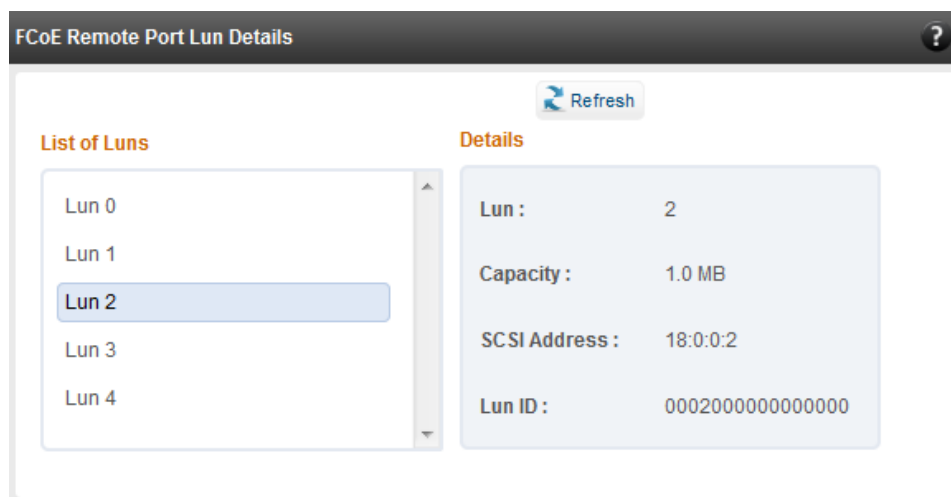 FCoE Remote Port Lun Details
?
Refresh
List of Luns
Lun 0
Lun 1
Lun 2
Lun 3
Lun 4
Details
Lun : 2
Capacity : 1.0 MB
SCSI Address : 18:0:0:2
Lun ID : 0002000000000000